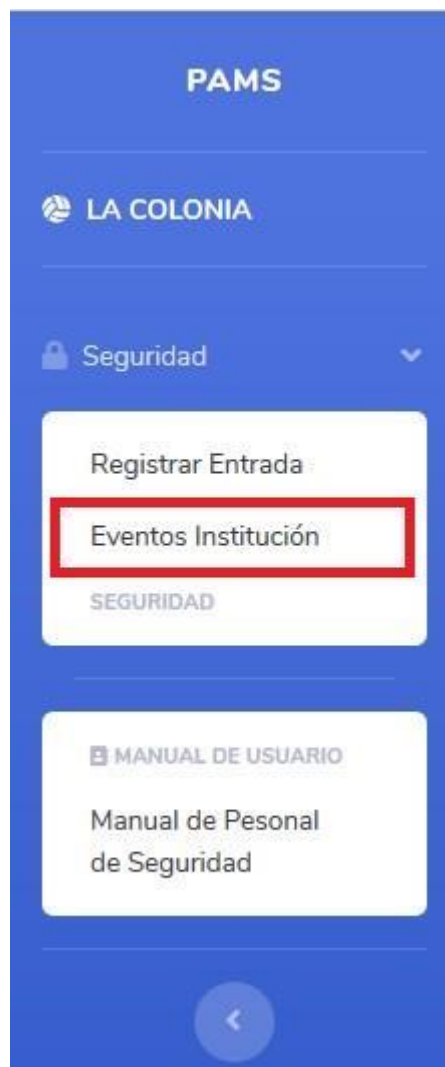 PAMS
LA COLONIA
Seguridad
Registrar Entrada
Eventos Institución
SEGURIDAD
MANUAL DE USUARIO
Manual de Pesonal
de Seguridad